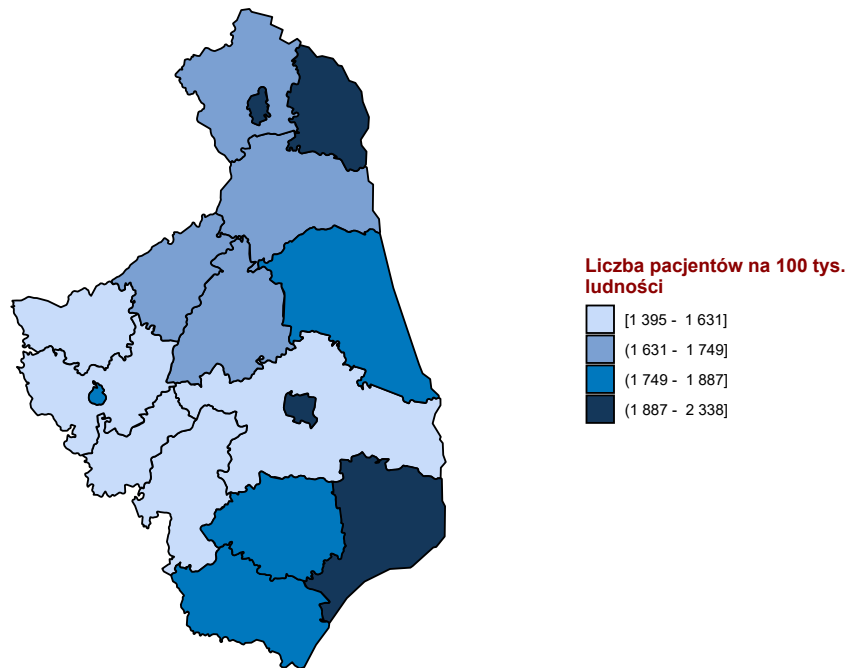 Liczba pacjentów na 100 tys.
ludności
[1 395 - 1 631]
(1 631 - 1 749]
(1 749 - 1 887]
(1 887 - 2 338]